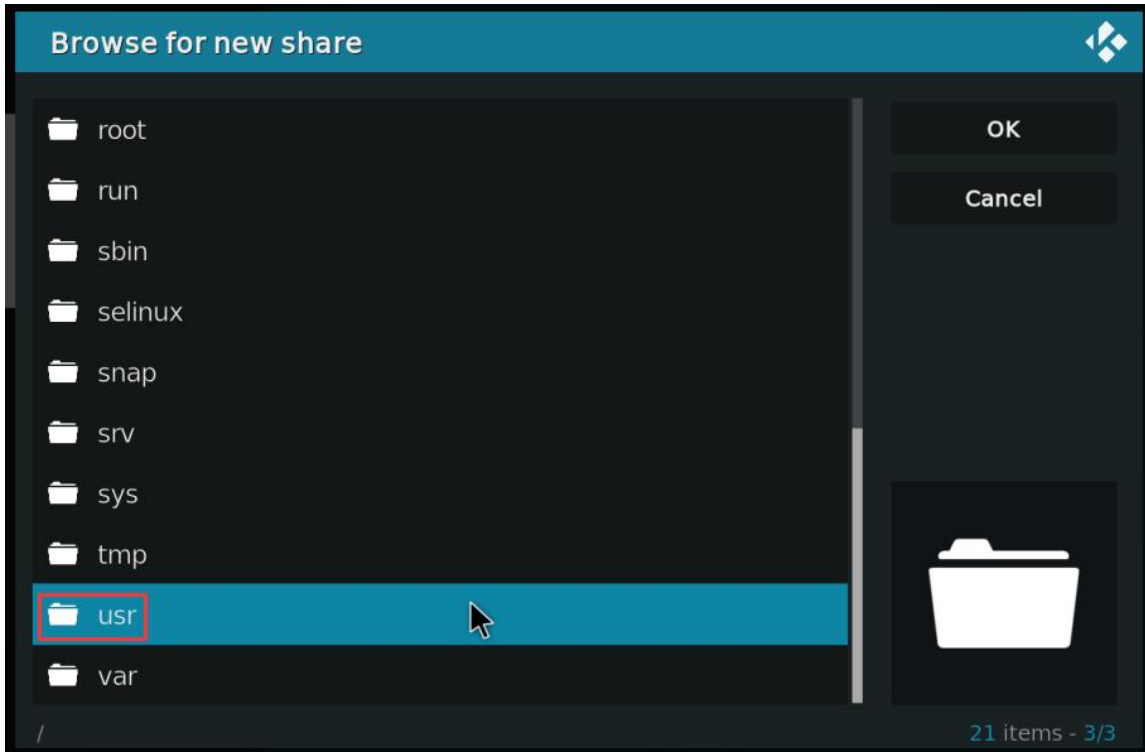 Browse for new share
root
run
sbin
selinux
snap
srv
sys
tmp
usr
var
OK
Cancel
/
21 items - 3/3